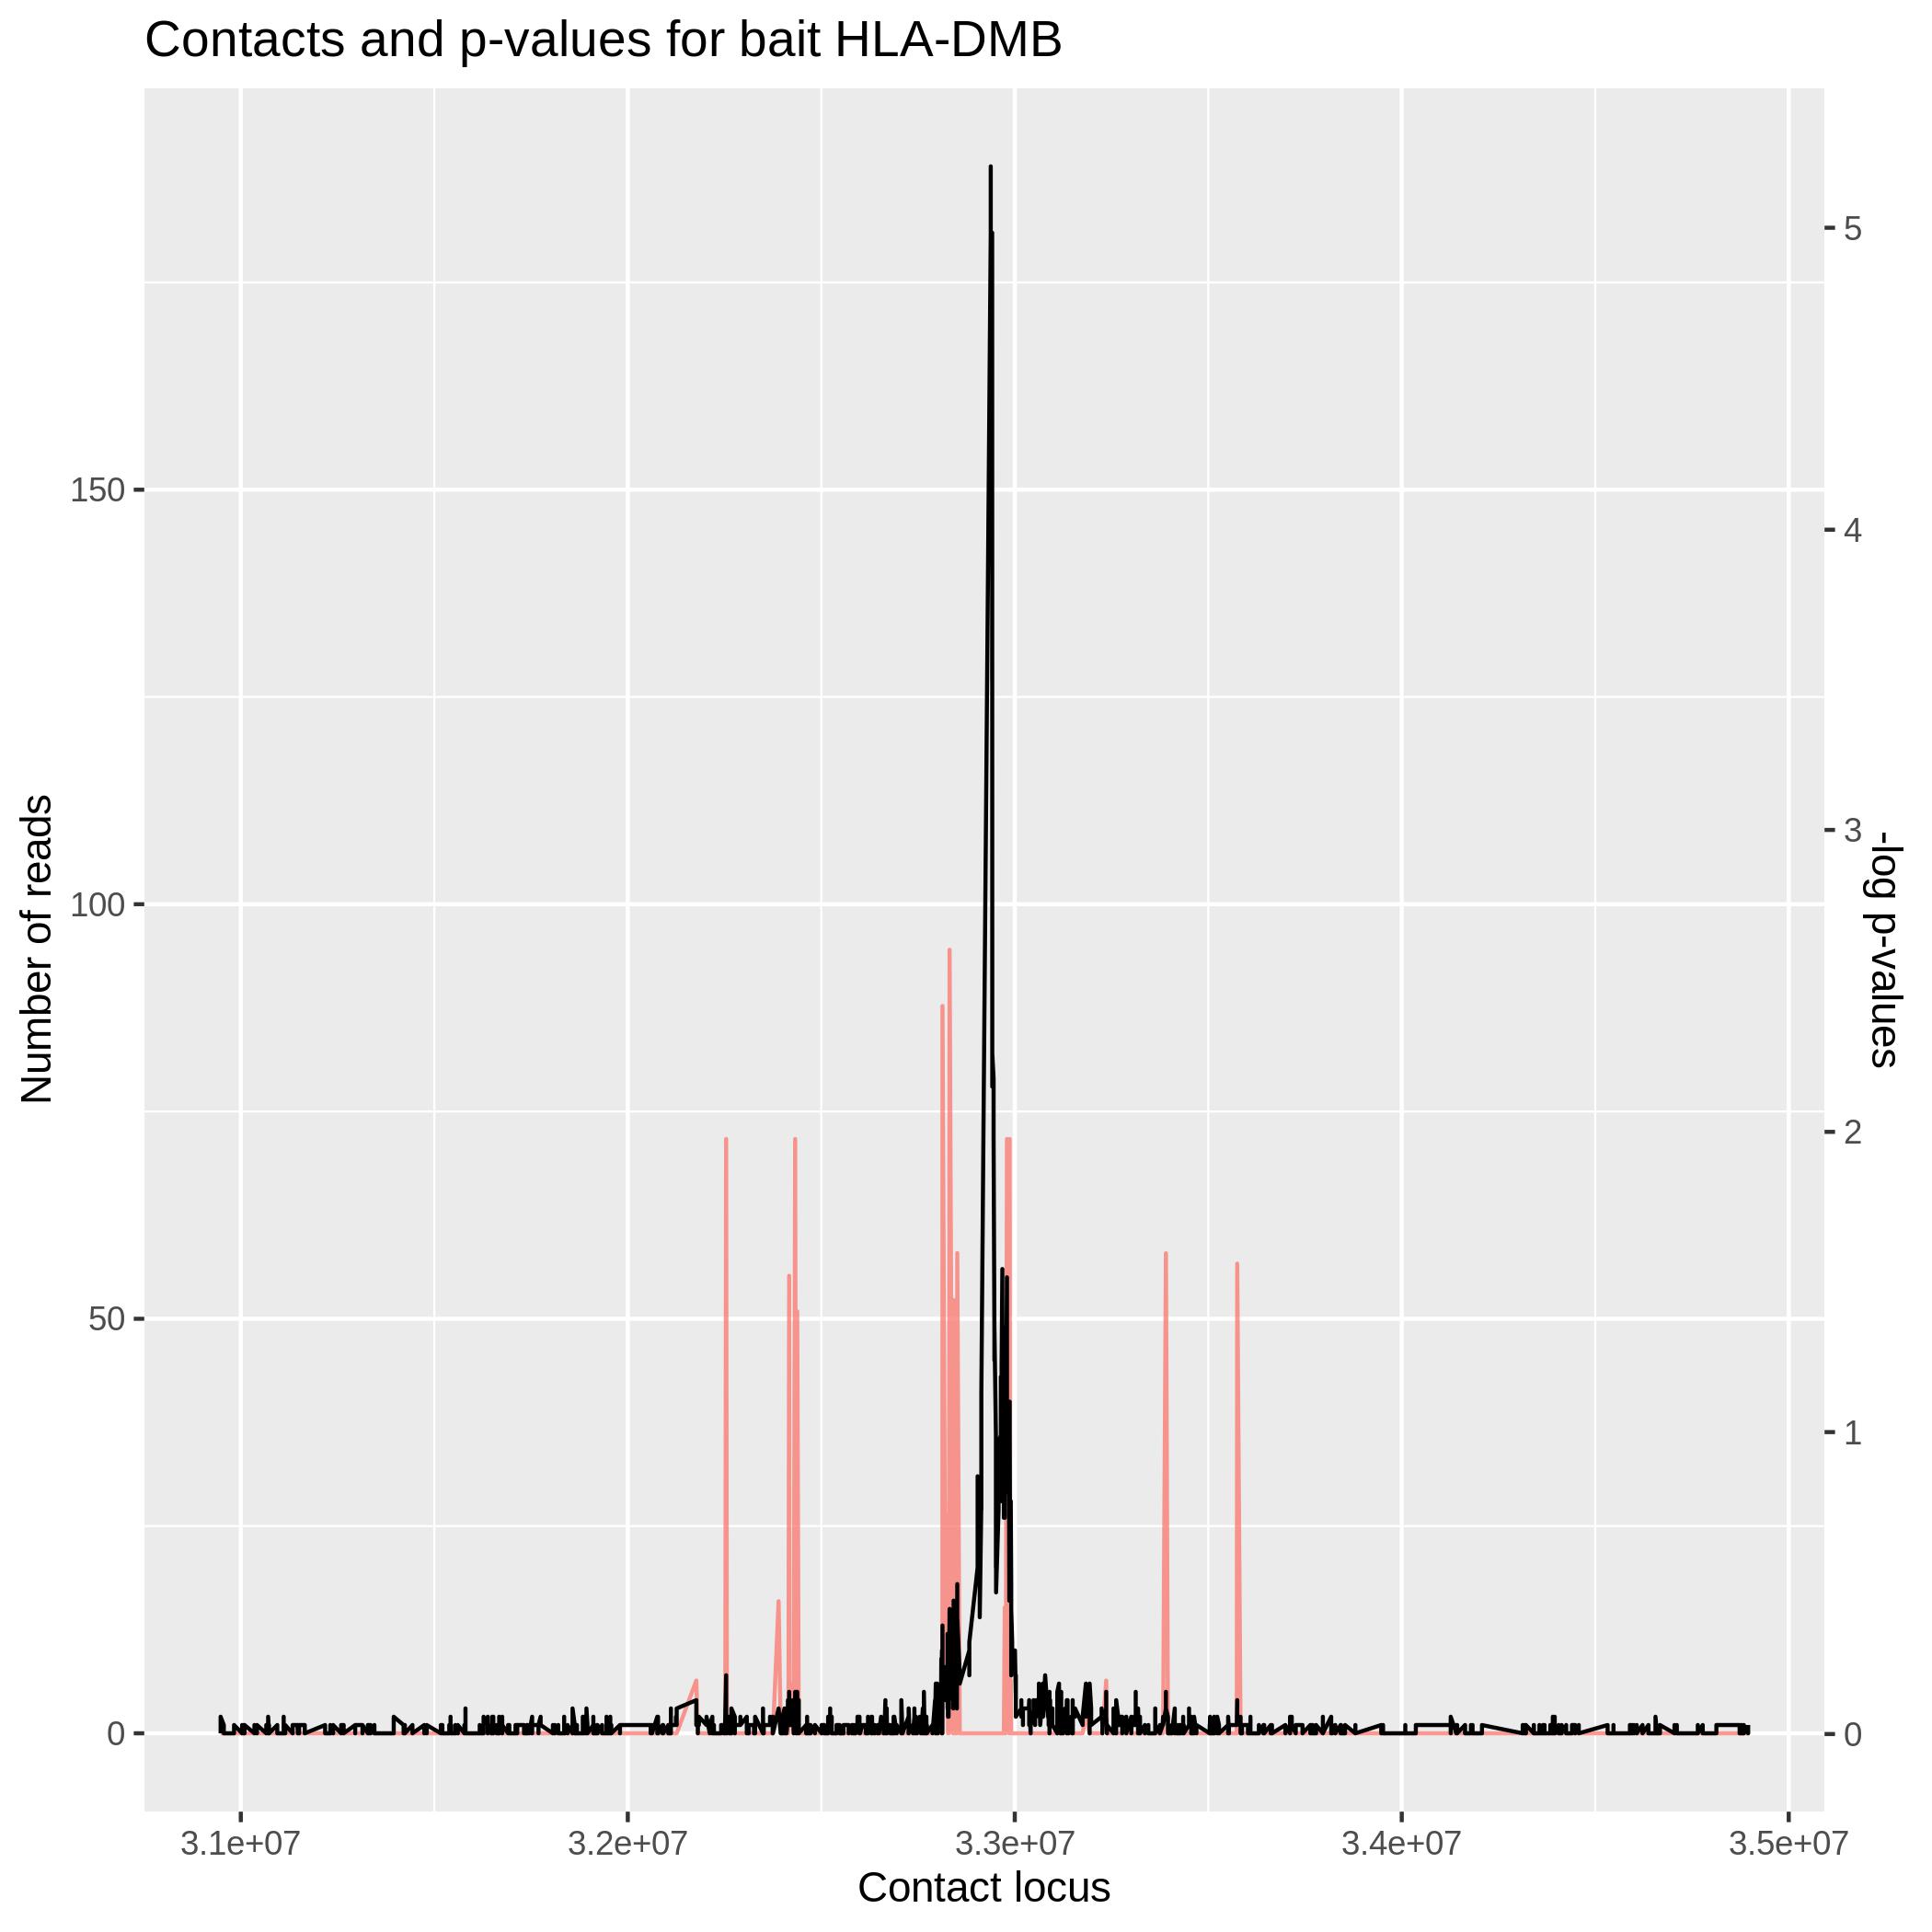 Contacts and p-values for bait HLA-DMB
Number of reads
150
100
50
0
5
4
3
2
1
0
-log p-values
3.1e+07 3.2e+07 3.3e+07 3.4e+07 3.5e+07
Contact locus